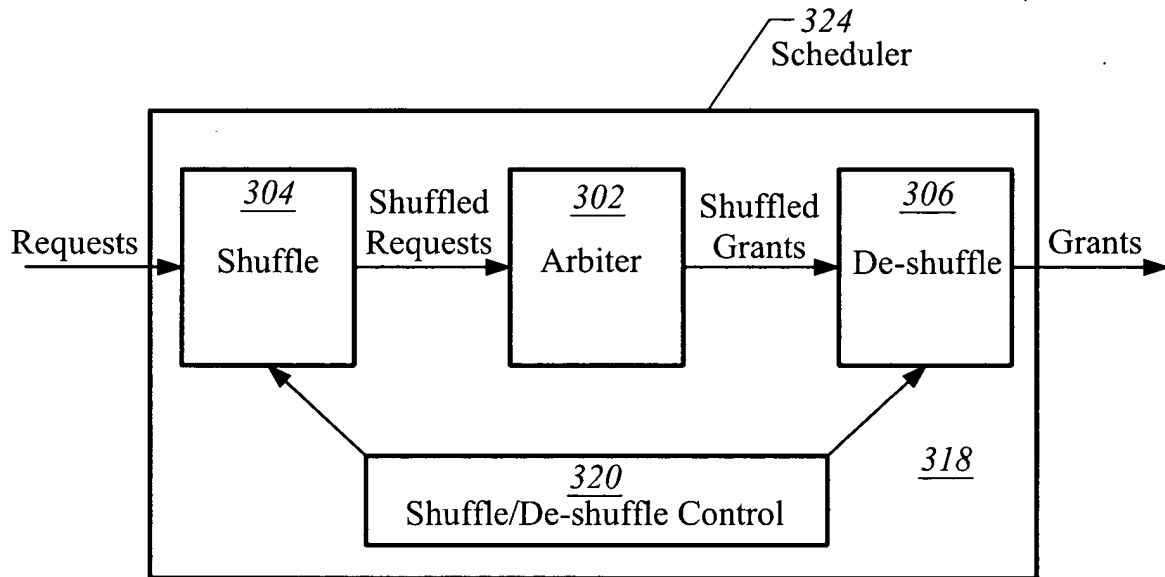 324
Scheduler
304
Shuffle
Shuffled
Requests
302
Arbiter
Shuffled
Grants
306
De-shuffle
Requests
Grants
320
Shuffle/De-shuffle Control
318